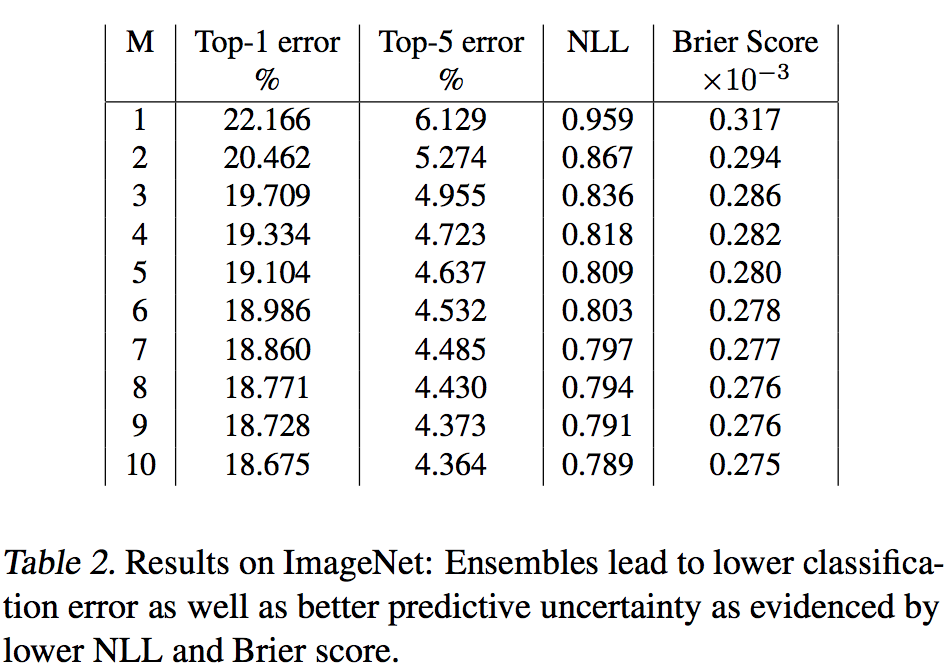 M Top-1 error Top-5 error NLL Brier Score
% % ×10⁻³
1 22.166 6.129 0.959 0.317
2 20.462 5.274 0.867 0.294
3 19.709 4.955 0.836 0.286
4 19.334 4.723 0.818 0.282
5 19.104 4.637 0.809 0.280
6 18.986 4.532 0.803 0.278
7 18.860 4.485 0.797 0.277
8 18.771 4.430 0.794 0.276
9 18.728 4.373 0.791 0.276
10 18.675 4.364 0.789 0.275
Table 2. Results on ImageNet: Ensembles lead to lower classifica-
tion error as well as better predictive uncertainty as evidenced by
lower NLL and Brier score.